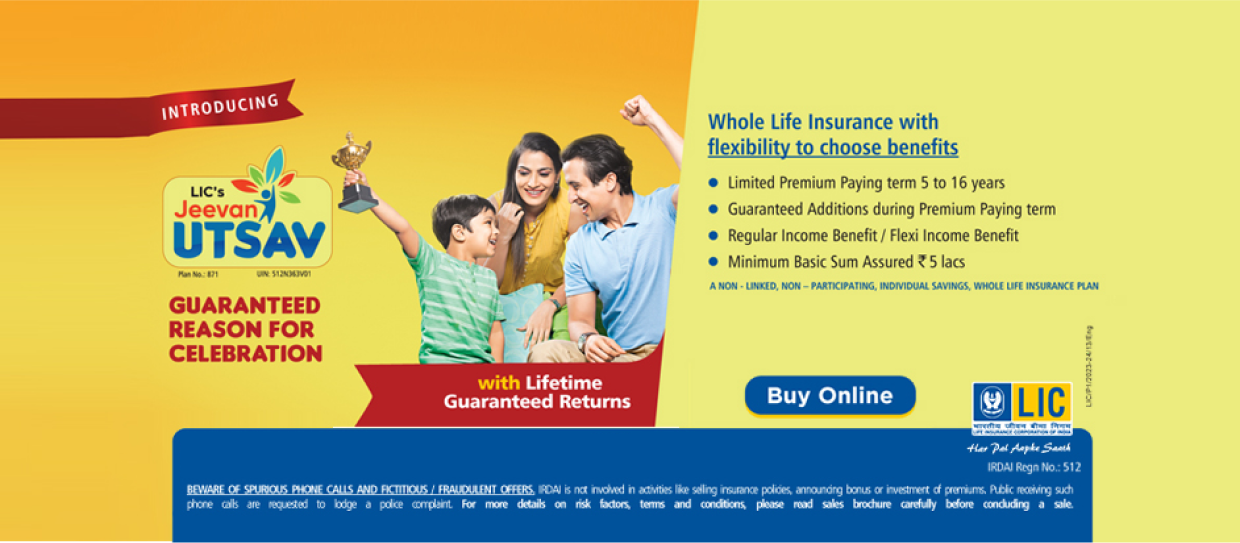 INTRODUCING
LIC's
Jeevan
UTSAV
Plan No.: 871 UIN: 512N363V01
GUARANTEED
REASON FOR
CELEBRATION
with Lifetime
Guaranteed Returns
Whole Life Insurance with
flexibility to choose benefits
● Limited Premium Paying term 5 to 16 years
● Guaranteed Additions during Premium Paying term
● Regular Income Benefit / Flexi Income Benefit
● Minimum Basic Sum Assured ₹ 5 lacs
A NON - LINKED, NON – PARTICIPATING, INDIVIDUAL SAVINGS, WHOLE LIFE INSURANCE PLAN
Buy Online
LIC/P1/2023-24/13/Eng
LIC
भारतीय जीवन बीमा निगम
LIFE INSURANCE CORPORATION OF INDIA
Har Pal Aapke Saath
IRDAI Regn No.: 512
BEWARE OF SPURIOUS PHONE CALLS AND FICTITIOUS / FRAUDULENT OFFERS. IRDAI is not involved in activities like selling insurance policies, announcing bonus or investment of premiums. Public receiving such
phone calls are requested to lodge a police complaint. For more details on risk factors, terms and conditions, please read sales brochure carefully before concluding a sale.